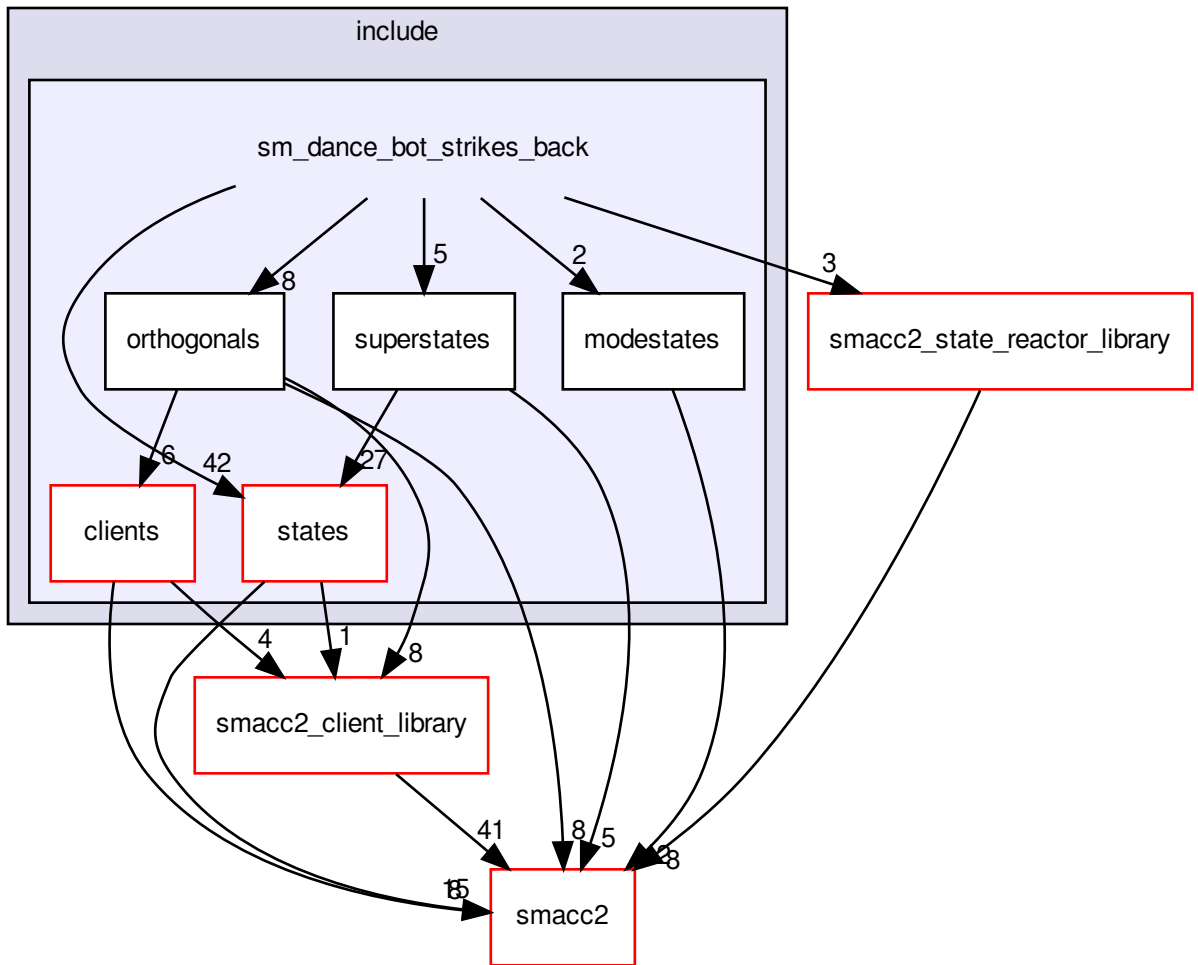 include
sm_dance_bot_strikes_back
5
2
3
8
orthogonals
superstates
modestates
smacc2_state_reactor_library
6
42
27
clients
states
4
1
8
smacc2_client_library
41
8
5
8
smacc2